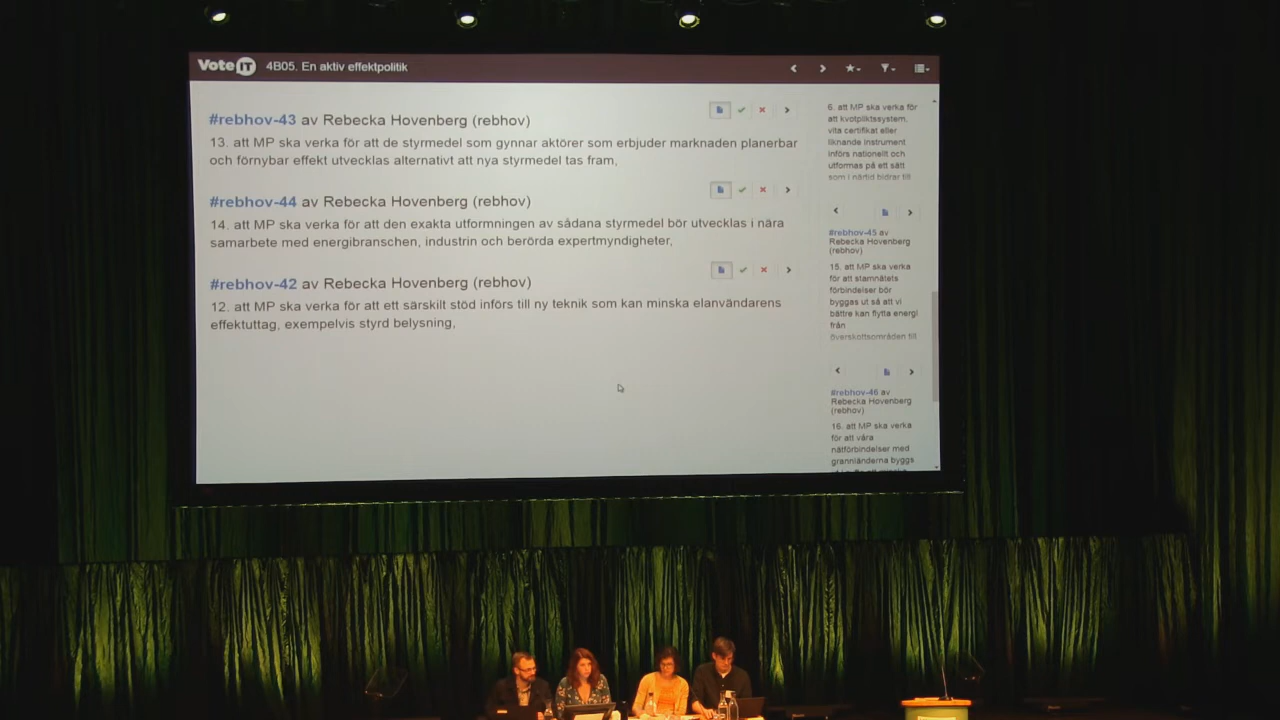 VoteIT 4B05. En aktiv effektpolitik
#rebhov-43 av Rebecka Hovenberg (rebhov)
13. att MP ska verka för att de styrmedel som gynnar aktörer som erbjuder marknaden planerbar
och förnybar effekt utvecklas alternativt att nya styrmedel tas fram,
#rebhov-44 av Rebecka Hovenberg (rebhov)
14. att MP ska verka för att den exakta utformningen av sådana styrmedel bör utvecklas i nära
samarbete med energibranschen, industrin och berörda expertmyndigheter,
#rebhov-42 av Rebecka Hovenberg (rebhov)
12. att MP ska verka för att ett särskilt stöd införs till ny teknik som kan minska elanvändarens
effektuttag, exempelvis styrd belysning,
6. att MP ska verka för
att kvotpliktssystem,
vita certifikat eller
liknande instrument
införs nationellt och
utformas på ett sätt
som i närtid bidrar till
#rebhov-45 av
Rebecka Hovenberg
(rebhov)
15. att MP ska verka
för att stamnätets
förbindelser bör
byggas ut så att vi
bättre kan flytta energi
från
överskottsområden till
#rebhov-46 av
Rebecka Hovenberg
(rebhov)
16. att MP ska verka
för att våra
nätförbindelser med
grannländerna byggs